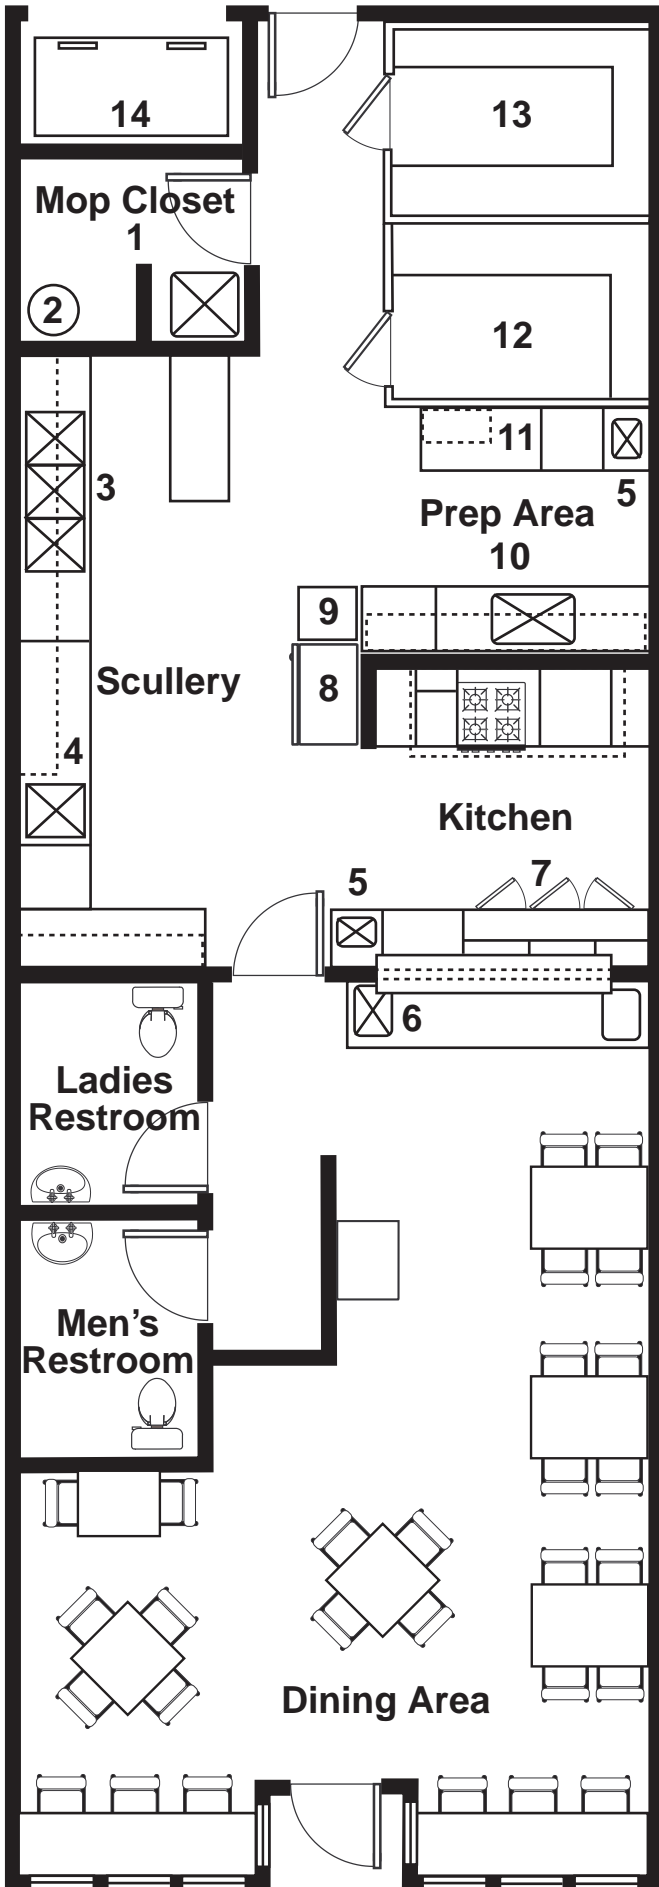 14
13
Mop Closet
1
2
12
11
3
5
Prep Area
10
9
Scullery
8
4
Kitchen
5
7
6
Ladies
Restroom
Men’s
Restroom
Dining Area